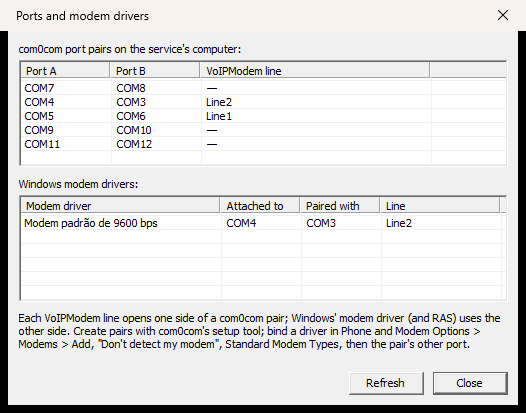 Ports and modem drivers
com0com port pairs on the service's computer:
Port A Port B VoIPModem line
COM7 COM8 —
COM4 COM3 Line2
COM5 COM6 Line1
COM9 COM10 —
COM11 COM12 —
Windows modem drivers:
Modem driver Attached to Paired with Line
Modem padrão de 9600 bps COM4 COM3 Line2
Each VoIPModem line opens one side of a com0com pair; Windows' modem driver (and RAS) uses the
other side. Create pairs with com0com's setup tool; bind a driver in Phone and Modem Options >
Modems > Add, "Don't detect my modem", Standard Modem Types, then the pair's other port.
Refresh Close